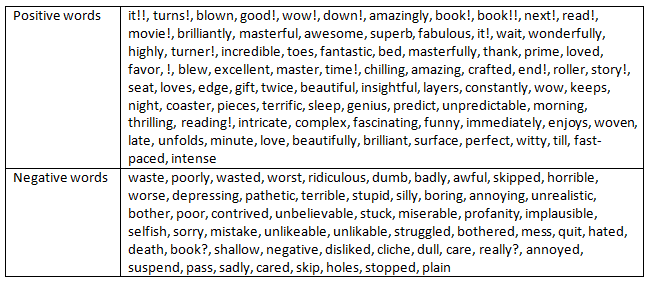 Positive words
it!!, turns!, blown, good!, wow!, down!, amazingly, book!, book!!, next!, read!,
movie!, brilliantly, masterful, awesome, superb, fabulous, it!, wait, wonderfully,
highly, turner!, incredible, toes, fantastic, bed, masterfully, thank, prime, loved,
favor, !, blew, excellent, master, time!, chilling, amazing, crafted, end!, roller, story!,
seat, loves, edge, gift, twice, beautiful, insightful, layers, constantly, wow, keeps,
night, coaster, pieces, terrific, sleep, genius, predict, unpredictable, morning,
thrilling, reading!, intricate, complex, fascinating, funny, immediately, enjoys, woven,
late, unfolds, minute, love, beautifully, brilliant, surface, perfect, witty, till, fast-
paced, intense
Negative words
waste, poorly, wasted, worst, ridiculous, dumb, badly, awful, skipped, horrible,
worse, depressing, pathetic, terrible, stupid, silly, boring, annoying, unrealistic,
bother, poor, contrived, unbelievable, stuck, miserable, profanity, implausible,
selfish, sorry, mistake, unlikeable, unlikable, struggled, bothered, mess, quit, hated,
death, book?, shallow, negative, disliked, cliche, dull, care, really?, annoyed,
suspend, pass, sadly, cared, skip, holes, stopped, plain